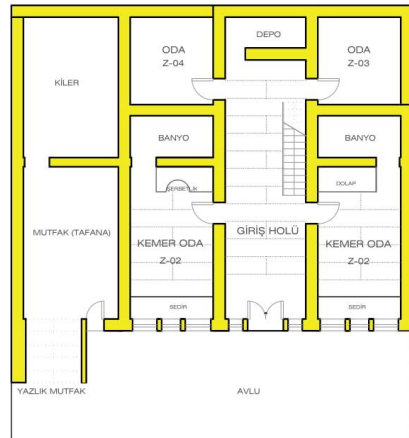 DEPO
ODA
Z-04
ODA
Z-03
KİLER
BANYO
BANYO
ŞERBETLİK
DOLAP
MUTFAK (TAFANA)
KEMER ODA
Z-02
GİRİŞ HOLÜ
KEMER ODA
Z-02
SEDİR
SEDİR
YAZLIK MUTFAK
AVLU